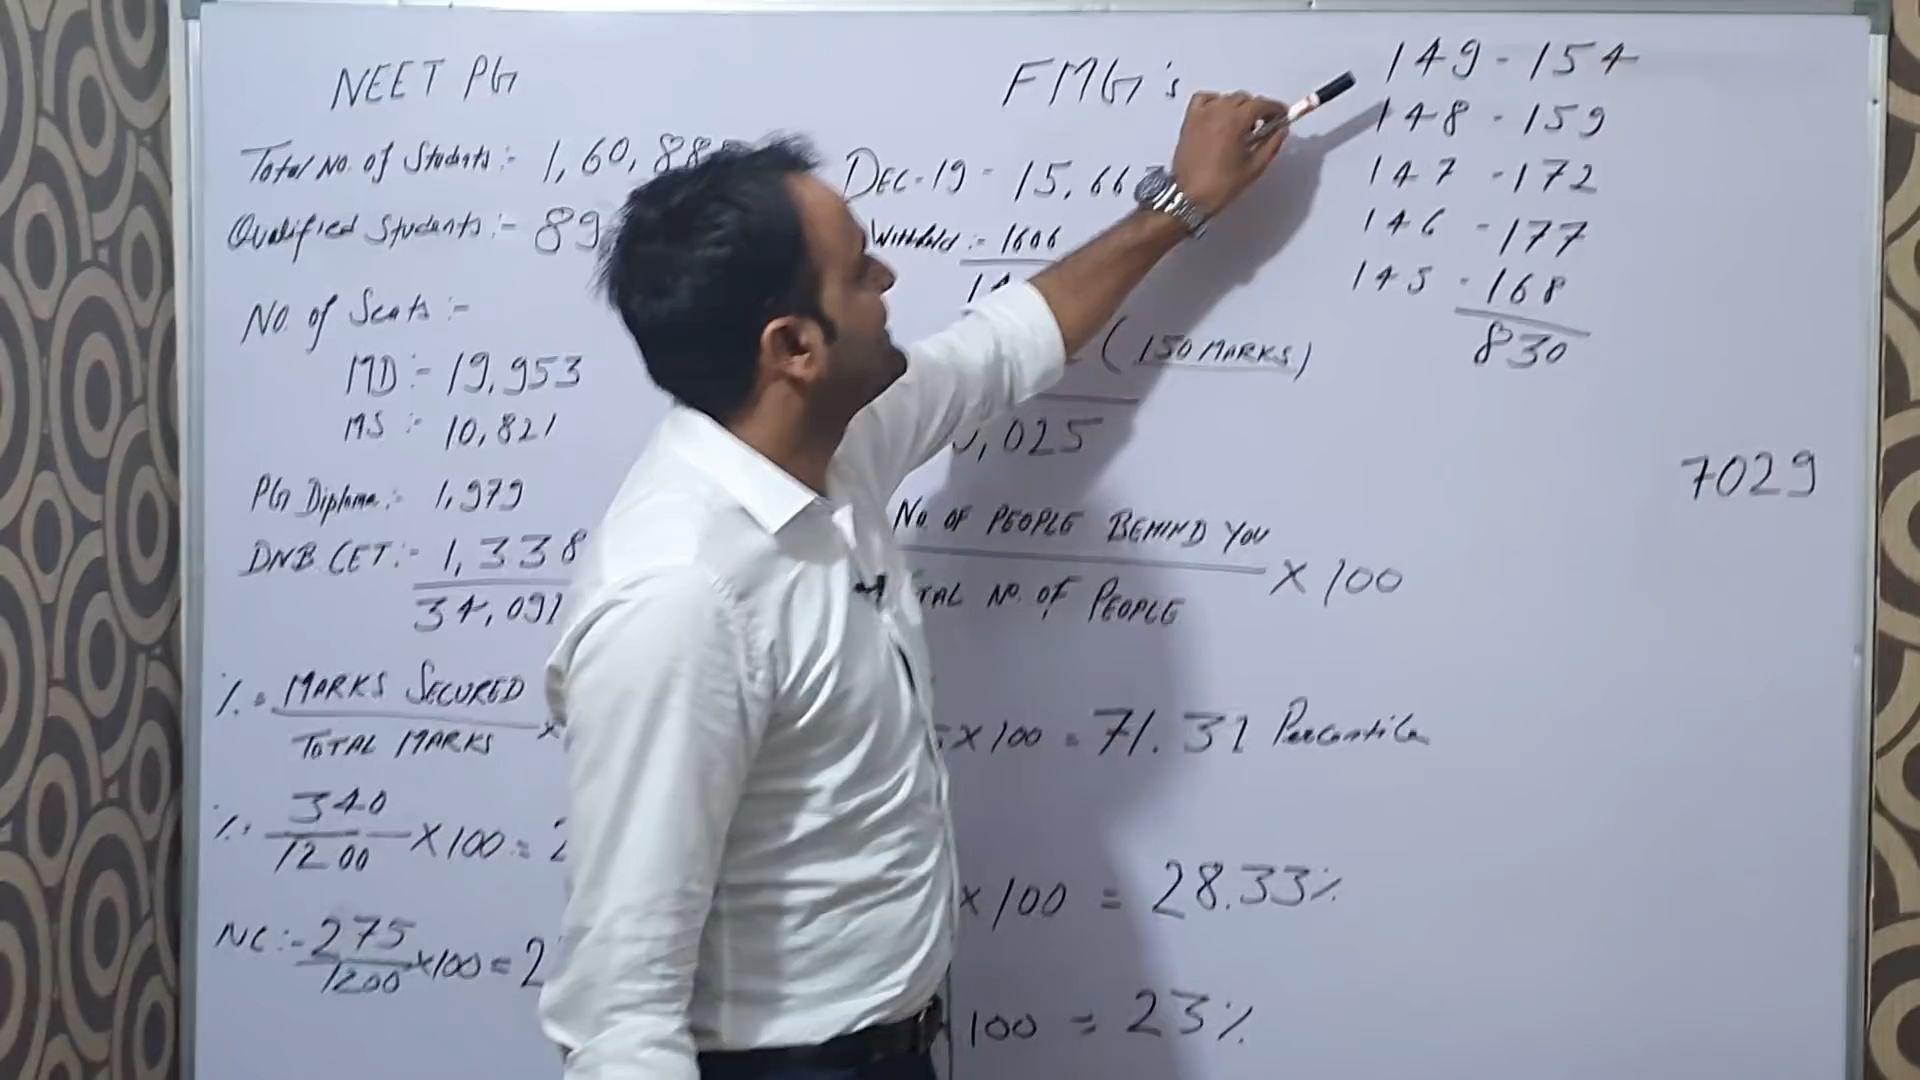 NEET PG
Total No. of Students:- 1,60,88
Qualified Students:- 89
No. of Seats:-
MD:- 19,953
MS:- 10,821
PG Diploma:- 1,979
DNB CET:- 1,338
34,091
%= MARKS SECURED
TOTAL MARKS
%= 340
1200
×100=
NC:- 275
1200
×100=2
FMG's
DEC-19 - 15,66
Withheld:- 1606
(150 MARKS)
,025
No. OF PEOPLE BEHIND YOU
No. of PEOPLE
× 100
×100 = 71.31 Percentile
×100 = 28.33%
100 = 23%
149 - 154
148 - 159
147 - 172
146 - 177
145 - 168
830
7029